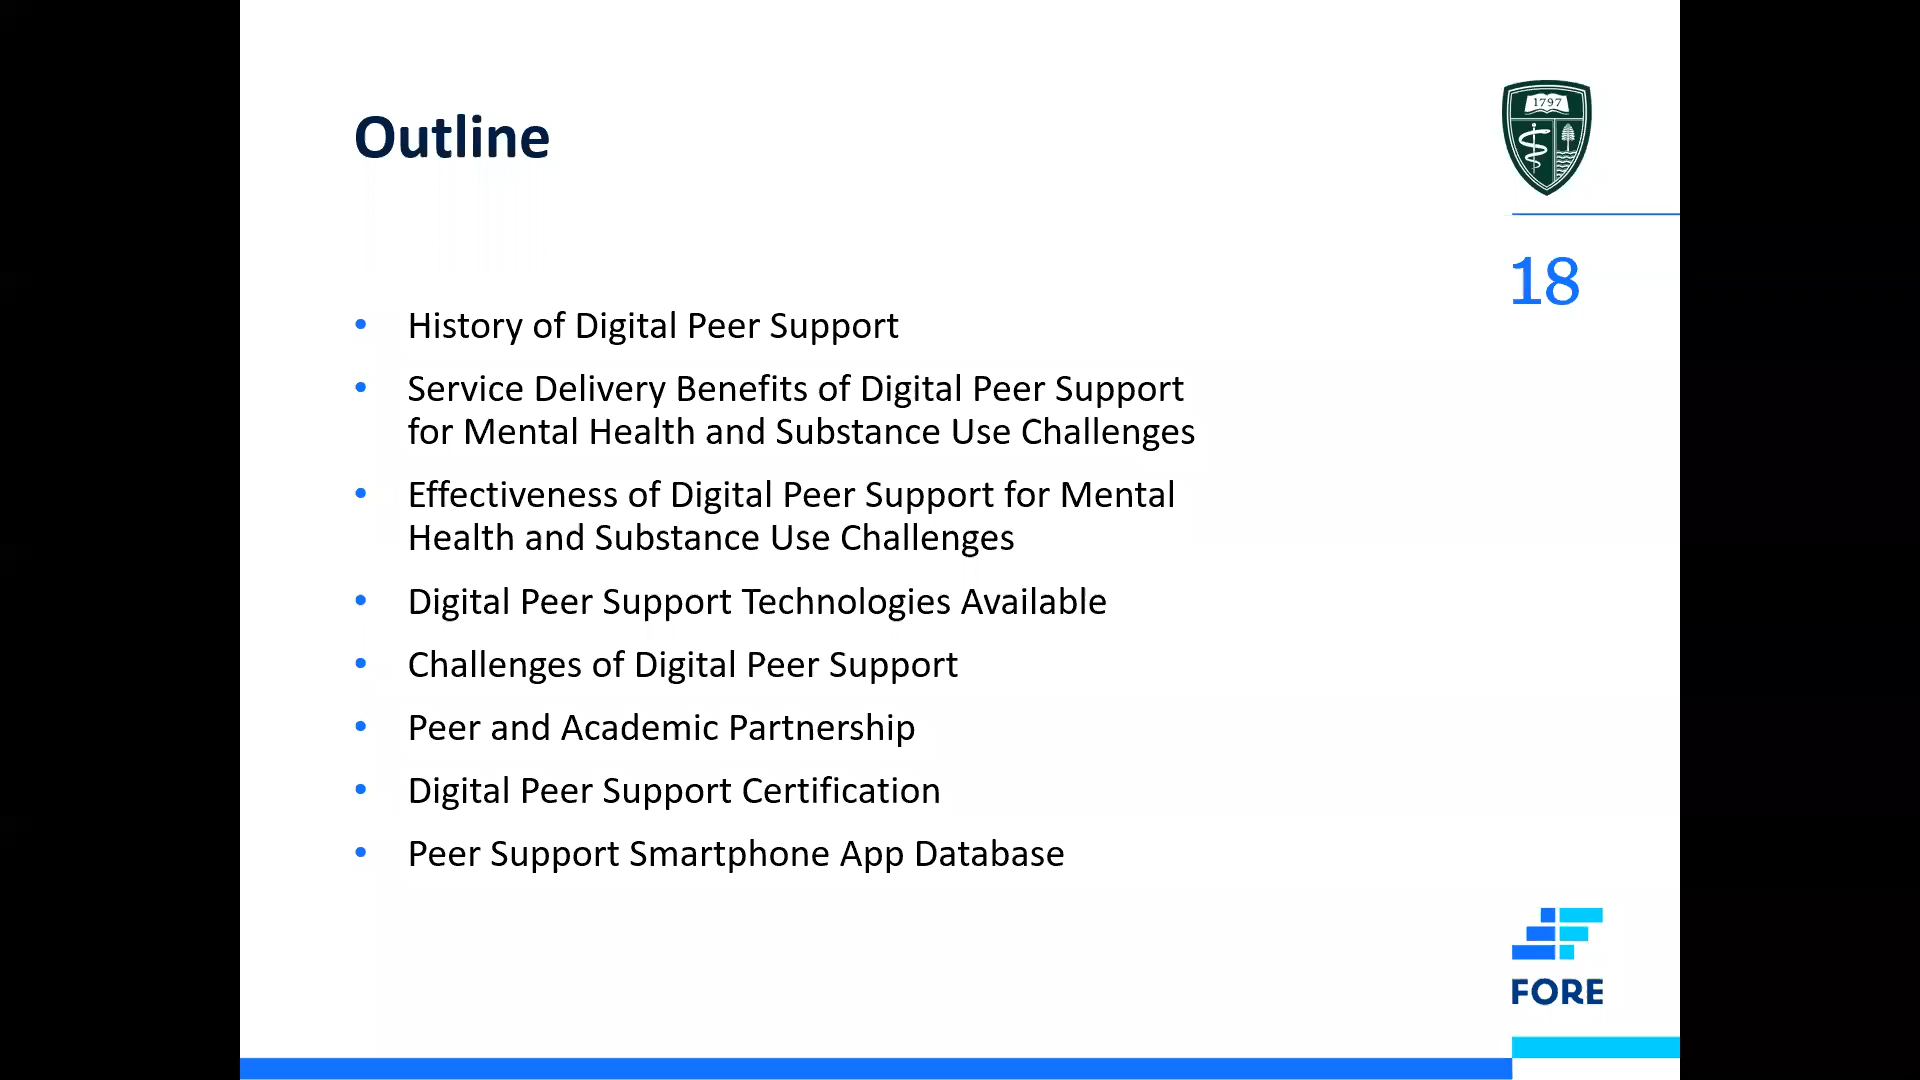 Outline
1797
18
• History of Digital Peer Support
• Service Delivery Benefits of Digital Peer Support
for Mental Health and Substance Use Challenges
• Effectiveness of Digital Peer Support for Mental
Health and Substance Use Challenges
• Digital Peer Support Technologies Available
• Challenges of Digital Peer Support
• Peer and Academic Partnership
• Digital Peer Support Certification
• Peer Support Smartphone App Database
FORE